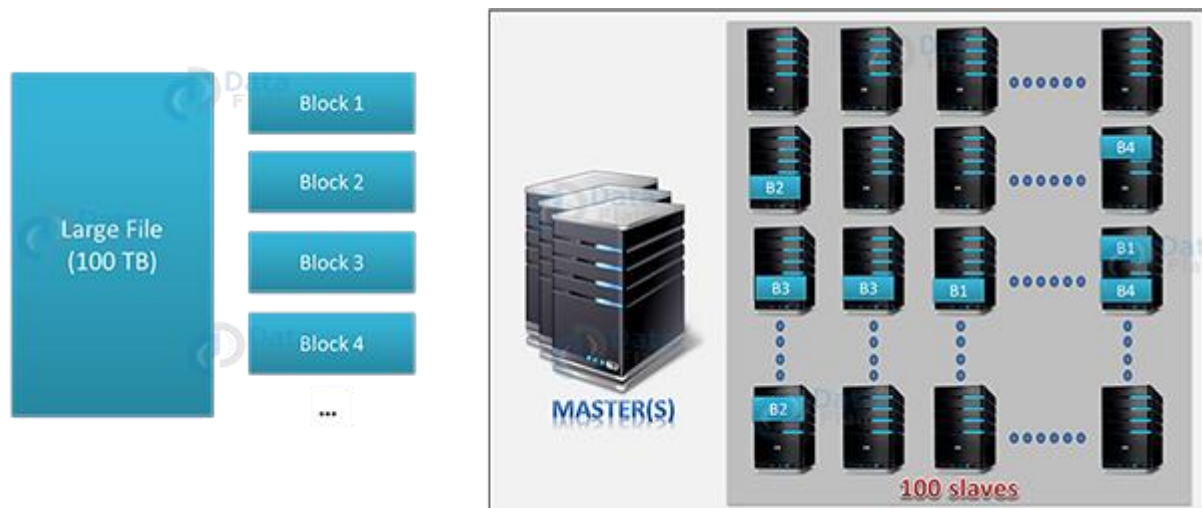 Large File
(100 TB)
Block 1
Block 2
Block 3
Block 4
...
MASTER(S)
B4
B2
B1
B3
B3
B1
B4
B2
100 slaves